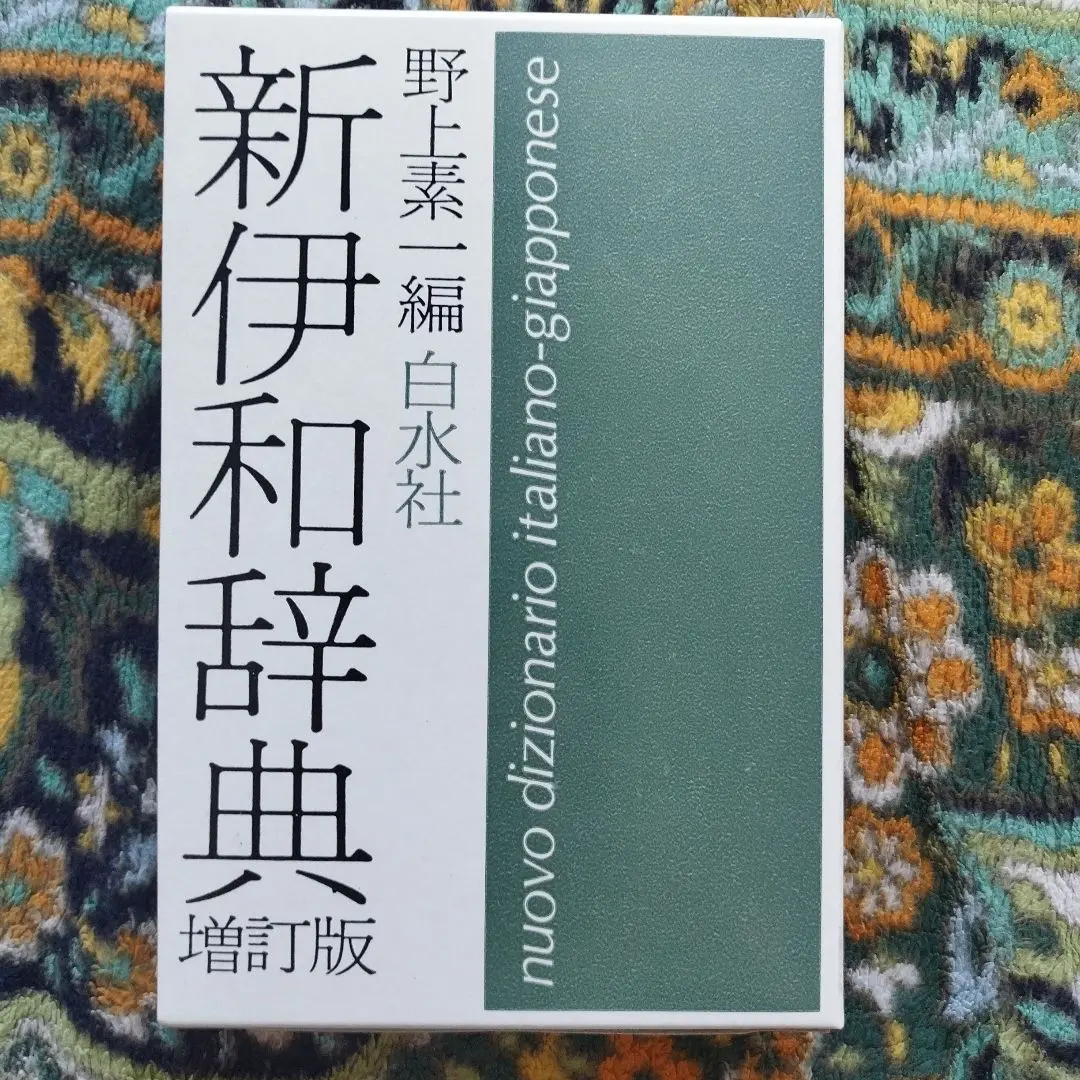 野上素一編 白水社
新伊和辞典
増訂版
nuovo dizionario italiano-giapponese